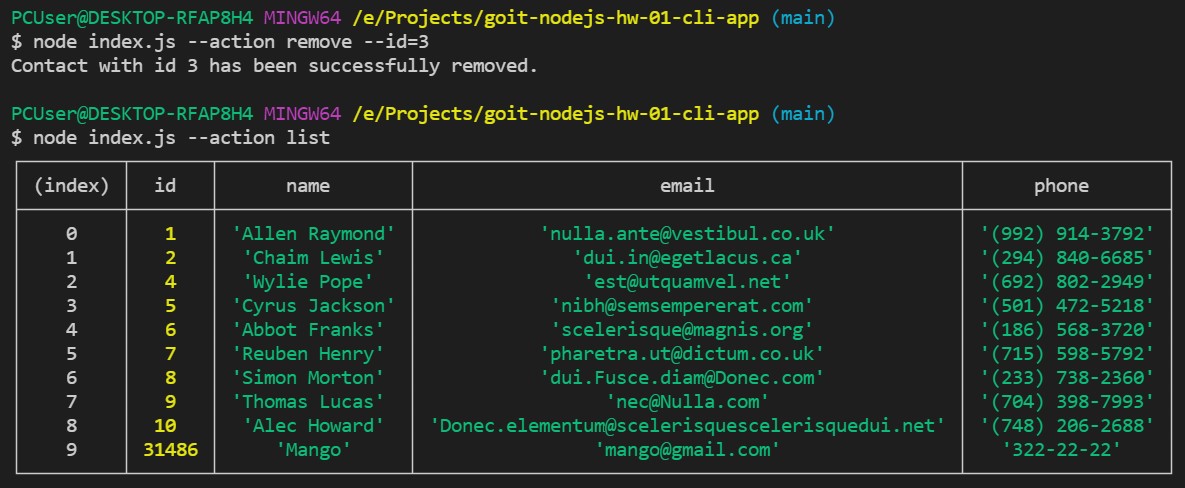 PCUser@DESKTOP-RFAP8H4 MINGW64 /e/Projects/goit-nodejs-hw-01-cli-app (main)
$ node index.js --action remove --id=3
Contact with id 3 has been successfully removed.
PCUser@DESKTOP-RFAP8H4 MINGW64 /e/Projects/goit-nodejs-hw-01-cli-app (main)
$ node index.js --action list
(index) id name email phone
0 1 'Allen Raymond' 'nulla.ante@vestibul.co.uk' '(992) 914-3792'
1 2 'Chaim Lewis' 'dui.in@egetlacus.ca' '(294) 840-6685'
2 4 'Wylie Pope' 'est@utquamvel.net' '(692) 802-2949'
3 5 'Cyrus Jackson' 'nibh@semsempererat.com' '(501) 472-5218'
4 6 'Abbot Franks' 'scelerisque@magnis.org' '(186) 568-3720'
5 7 'Reuben Henry' 'pharetra.ut@dictum.co.uk' '(715) 598-5792'
6 8 'Simon Morton' 'dui.Fusce.diam@Donec.com' '(233) 738-2360'
7 9 'Thomas Lucas' 'nec@Nulla.com' '(704) 398-7993'
8 10 'Alec Howard' 'Donec.elementum@scelerisquescelerisquedui.net' '(748) 206-2688'
9 31486 'Mango' 'mango@gmail.com' '322-22-22'